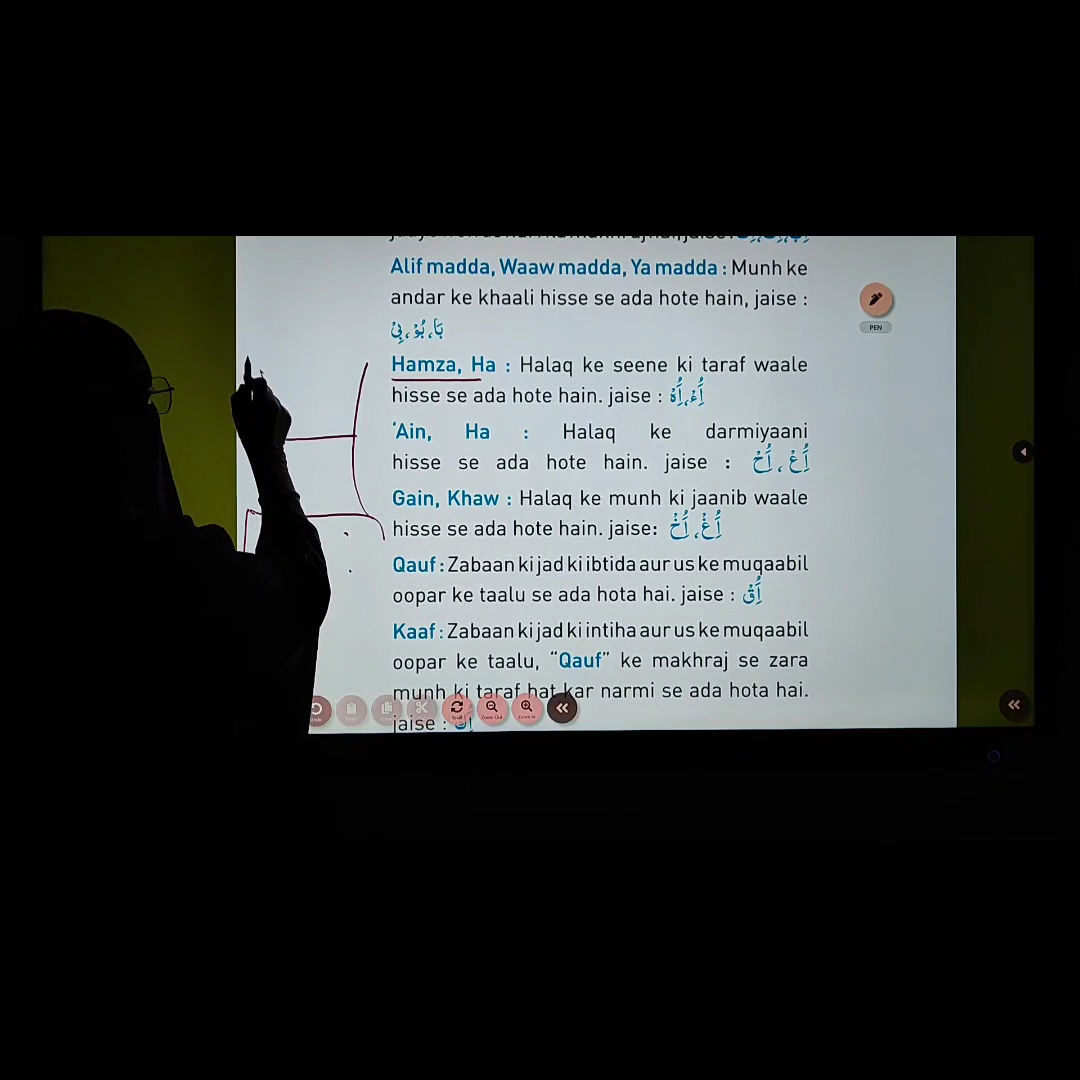 Alif madda, Waaw madda, Ya madda : Munh ke
andar ke khaali hisse se ada hote hain, jaise :
بَا، بُوْ، بِیْ
Hamza, Ha : Halaq ke seene ki taraf waale
hisse se ada hote hain. jaise :
‘Ain, Ha : Halaq ke darmiyaani
hisse se ada hote hain. jaise :
Gain, Khaw : Halaq ke munh ki jaanib waale
hisse se ada hote hain. jaise:
Qauf : Zabaan ki jad ki ibtida aur us ke muqaabil
oopar ke taalu se ada hota hai. jaise :
Kaaf : Zabaan ki jad ki intiha aur us ke muqaabil
oopar ke taalu, “Qauf” ke makhraj se zara
munh ki taraf hat kar narmi se ada hota hai.
jaise :
PEN
Zoom Out
Zoom In